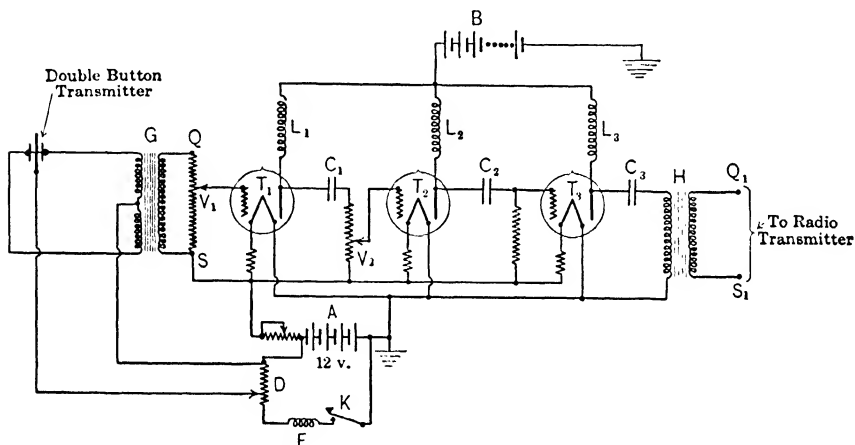 B
Double Button
Transmitter
G
Q
L₁
L₂
L₃
T₁
C₁
T₂
C₂
T₃
C₃
H
Q₁
V₁
V₂
To Radio
Transmitter
S
S₁
A
12 v.
D
K
F